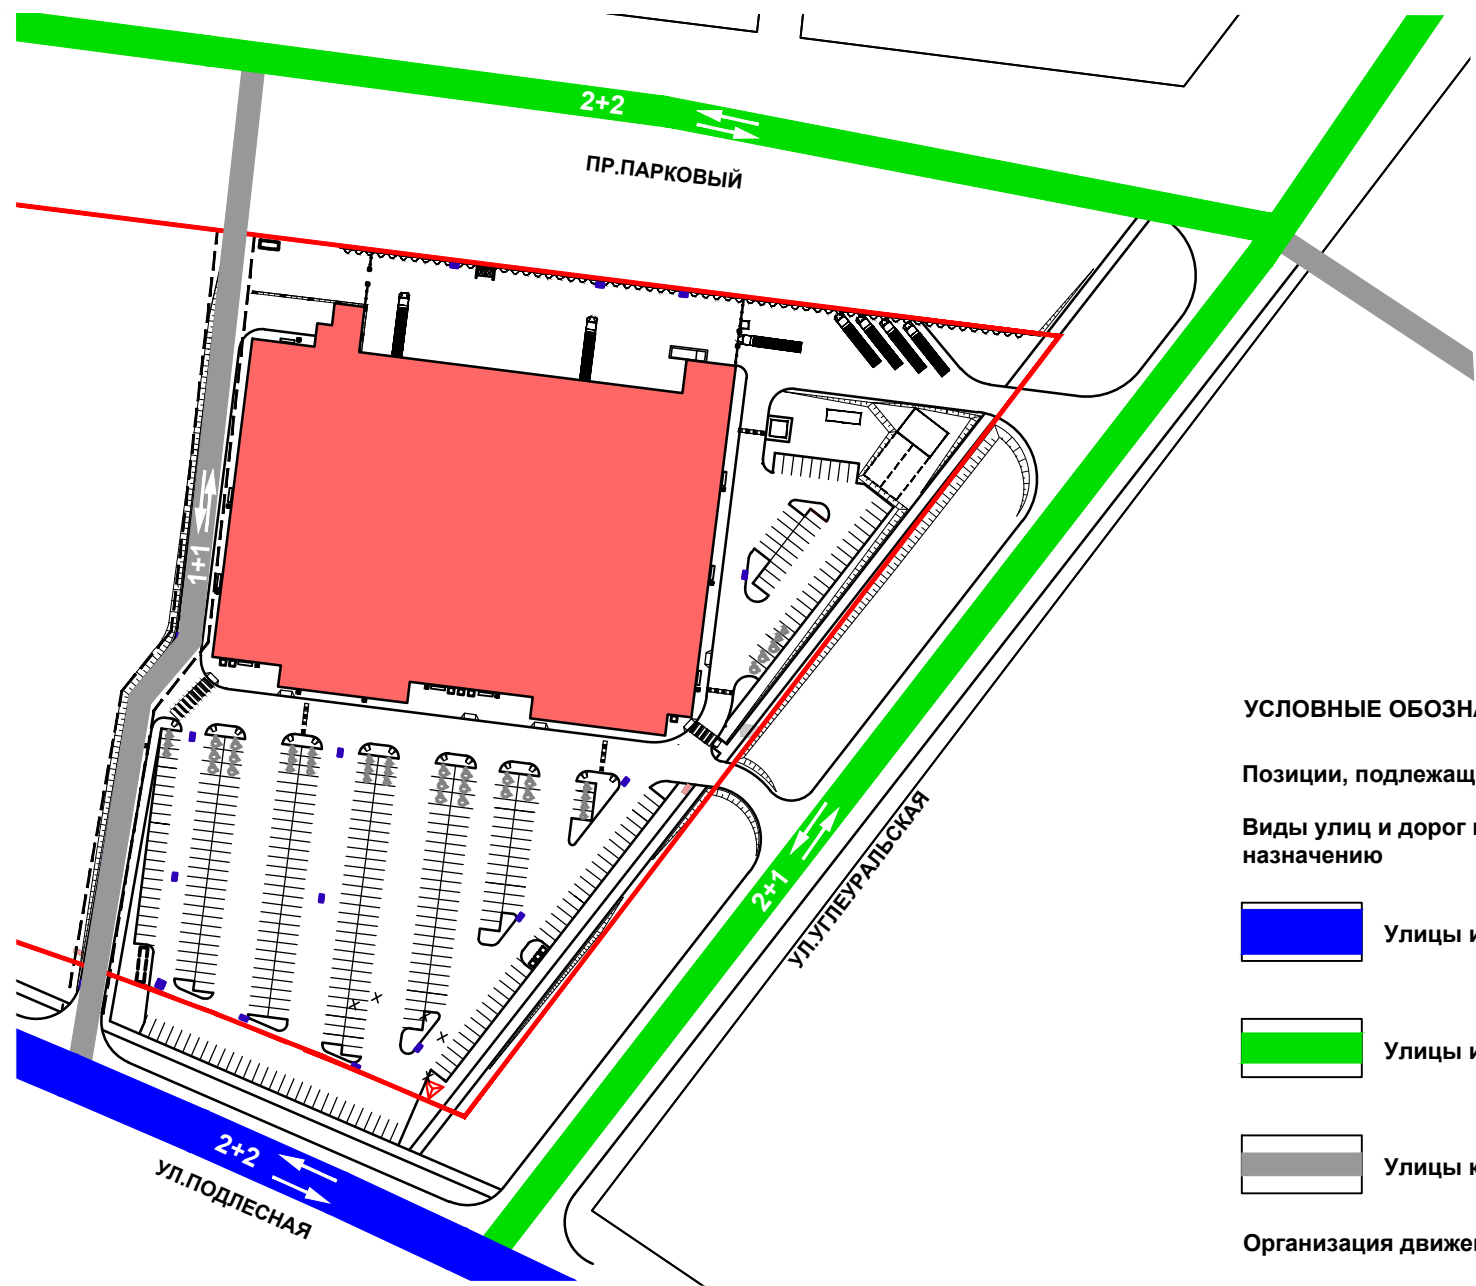 2+2
ПР.ПАРКОВЫЙ
1+1
2+1
УЛ.УГЛЕУРАЛЬСКАЯ
2+2
УЛ.ПОДЛЕСНАЯ
УСЛОВНЫЕ ОБОЗН
Позиции, подлежащ
Виды улиц и дорог
назначению
Улицы и
Улицы и
Улицы к
Организация движе